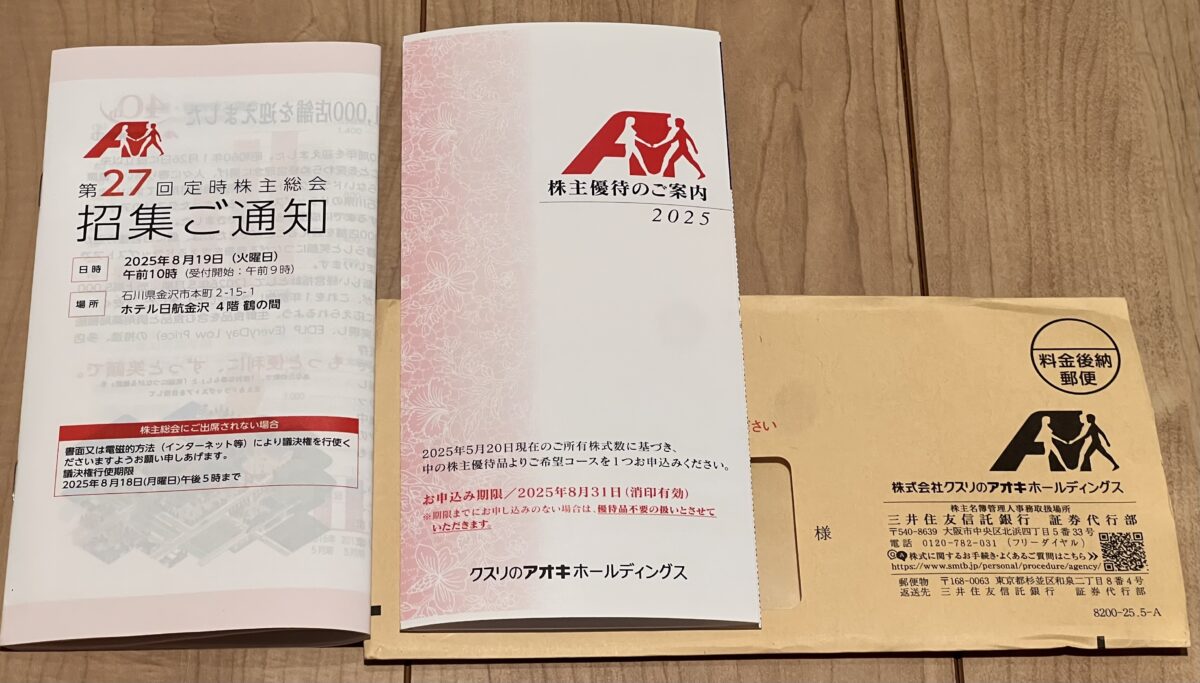 第27回定時株主総会
招集ご通知
日時
2025年8月19日(火曜日)
午前10時(受付開始:午前9時)
場所
石川県金沢市本町2-15-1
ホテル日航金沢 4階 鶴の間
株主総会にご出席されない場合
書面又は電磁的方法(インターネット等)により議決権を行使く
ださいますようお願い申しあげます。
議決権行使期限
2025年8月18日(月曜日)午後5時まで
株主優待のご案内
2025
2025年5月20日現在のご所有株式数に基づき、
中の株主優待品よりご希望コースを1つお申込みください。
お申込み期限/2025年8月31日(消印有効)
※期限までにお申し込みのない場合は、優待品不要の扱いとさせて
いただきます。
クスリのアオキホールディングス
ださい
様
料金後納
郵便
株式会社クスリのアオキホールディングス
株主名簿管理人事務取扱場所
三井住友信託銀行 証券代行部
〒540-8639 大阪市中央区北浜四丁目5番33号
電話 0120-782-031 (フリーダイヤル)
Q A 株式に関するお手続き・よくあるご質問はこちら
https://www.smtb.jp/personal/procedure/agency/
郵便物 〒168-0063 東京都杉並区和泉二丁目8番4号
返送先 三井住友信託銀行 証券代行部
8200-25.5-A